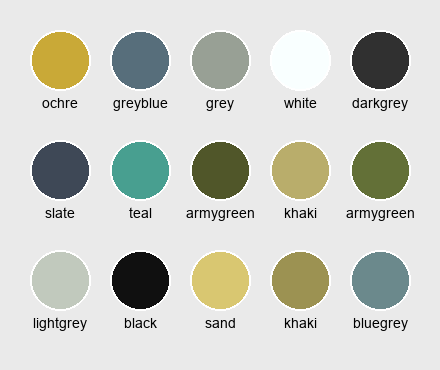 ochre greyblue grey white darkgrey
slate teal armygreen khaki armygreen
lightgrey black sand khaki bluegrey